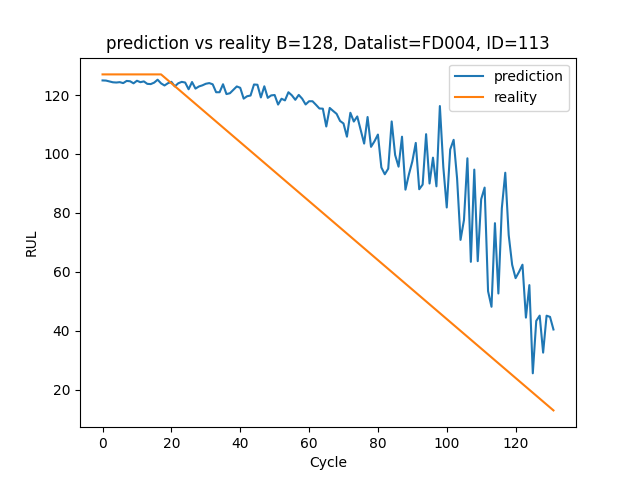 prediction vs reality B=128, Datalist=FD004, ID=113
prediction
reality
120
100
80
60
40
20
RUL
0 20 40 60 80 100 120
Cycle